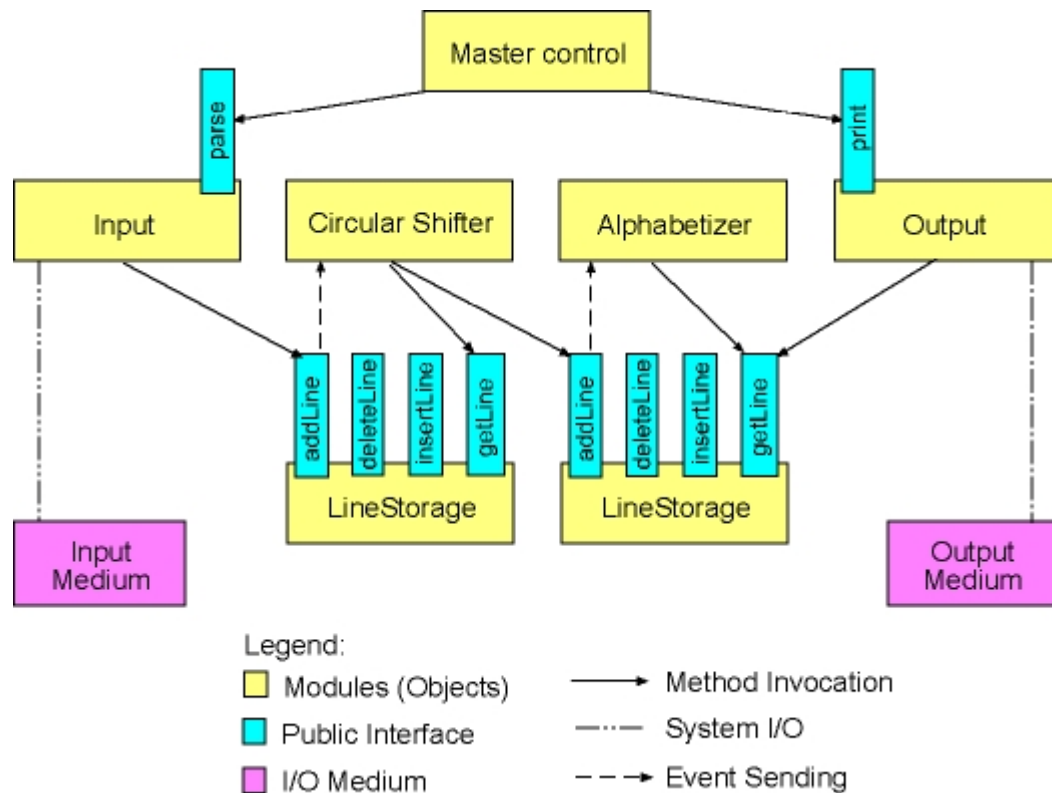 Master control
parse
print
Input
Circular Shifter
Alphabetizer
Output
addLine
deleteLine
insertLine
getLine
addLine
deleteLine
insertLine
getLine
LineStorage
LineStorage
Input
Medium
Output
Medium
Legend:
Modules (Objects)
Method Invocation
Public Interface
System I/O
I/O Medium
Event Sending